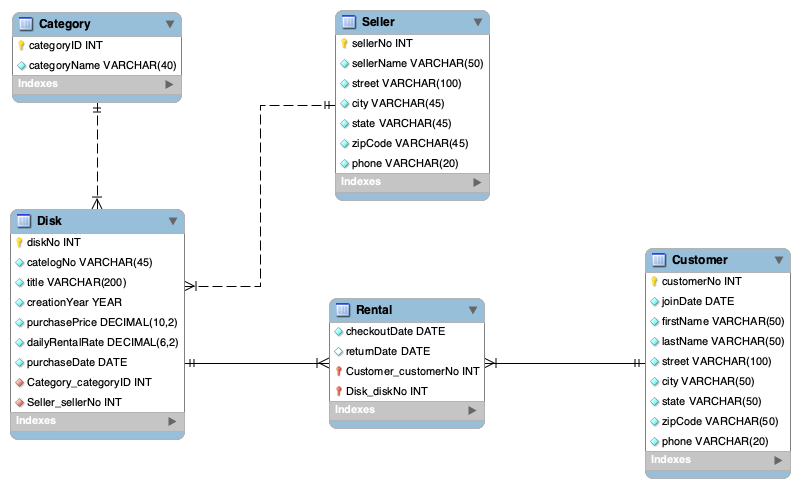 Category
categoryID INT
categoryName VARCHAR(40)
Indexes
Seller
sellerNo INT
sellerName VARCHAR(50)
street VARCHAR(100)
city VARCHAR(45)
state VARCHAR(45)
zipCode VARCHAR(45)
phone VARCHAR(20)
Indexes
Disk
diskNo INT
catelogNo VARCHAR(45)
title VARCHAR(200)
creationYear YEAR
purchasPrice DECIMAL(10,2)
dailyRentalRate DECIMAL(6,2)
purchaseDate DATE
Category_categoryID INT
Seller_sellerNo INT
Indexes
Rental
checkoutDate DATE
returnDate DATE
Customer_customerNo INT
Disk_diskNo INT
Indexes
Customer
customerNo INT
joinDate DATE
firstName VARCHAR(50)
lastName VARCHAR(50)
street VARCHAR(100)
city VARCHAR(50)
state VARCHAR(50)
zipCode VARCHAR(50)
phone VARCHAR(20)
Indexes